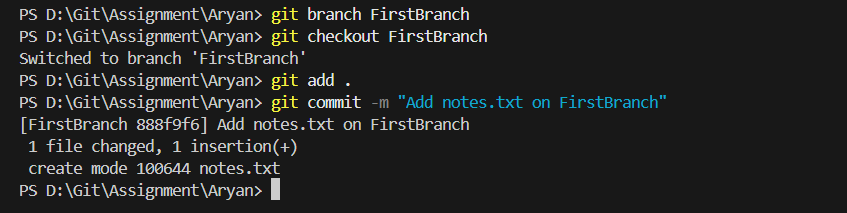 PS D:\Git\Assignment\Aryan> git branch FirstBranch
PS D:\Git\Assignment\Aryan> git checkout FirstBranch
Switched to branch 'FirstBranch'
PS D:\Git\Assignment\Aryan> git add .
PS D:\Git\Assignment\Aryan> git commit -m "Add notes.txt on FirstBranch"
[FirstBranch 888f9f6] Add notes.txt on FirstBranch
 1 file changed, 1 insertion(+)
 create mode 100644 notes.txt
PS D:\Git\Assignment\Aryan>